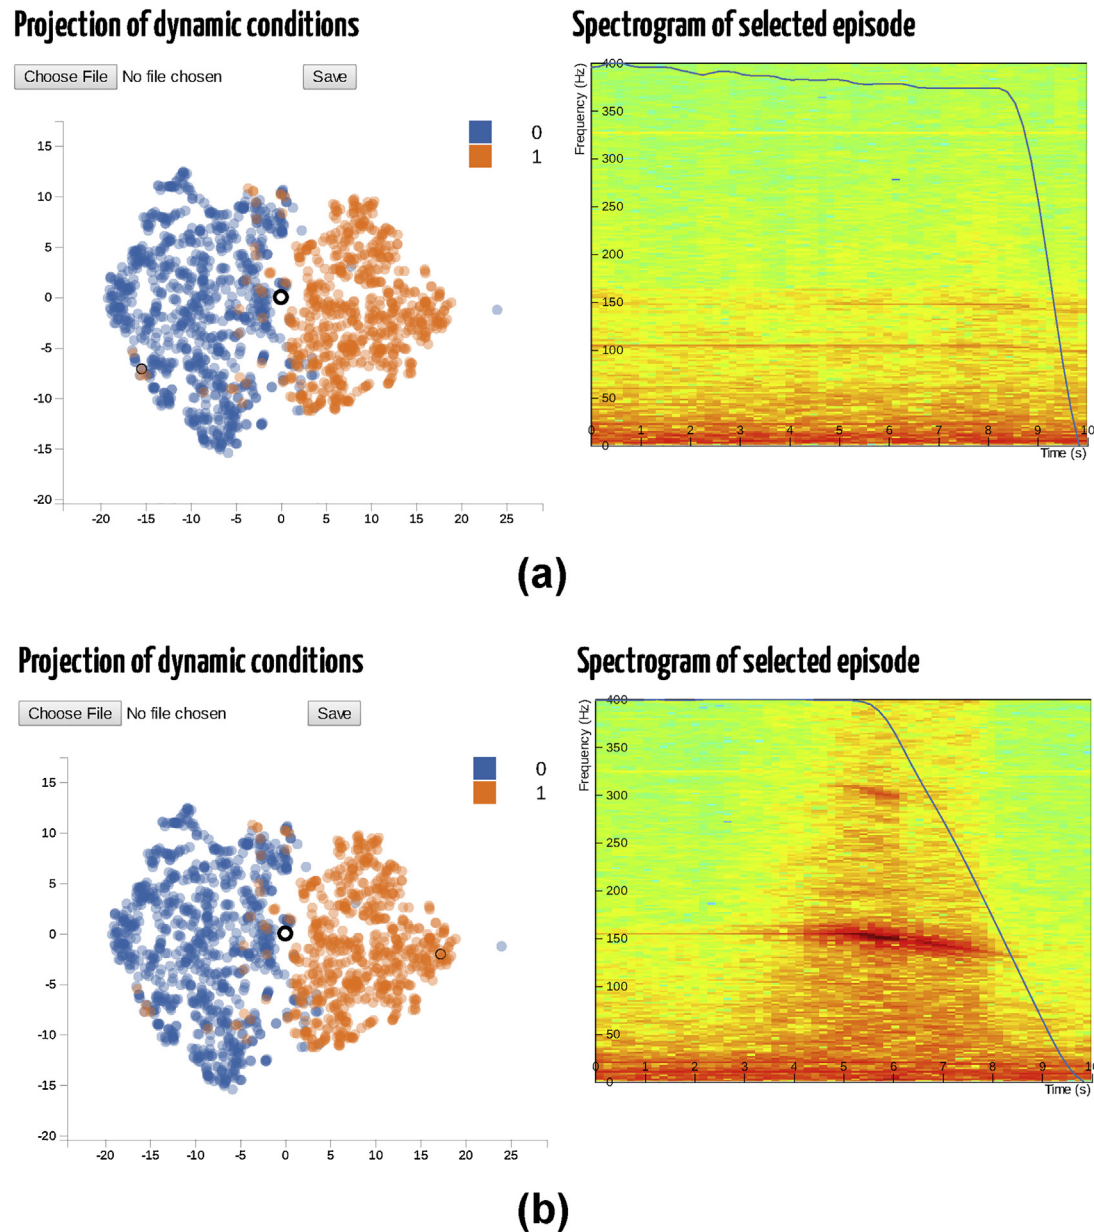 Projection of dynamic conditions
Spectrogram of selected episode
Choose File No file chosen Save
0
1
15
10
5
0
-5
-10
-15
-20
-20 -15 -10 -5 0 5 10 15 20 25
Frequency (Hz)
400
350
300
250
200
150
100
50
0
0 1 2 3 4 5 6 7 8 9 10
Time (s)
(a)
Projection of dynamic conditions
Spectrogram of selected episode
Choose File No file chosen Save
0
1
15
10
5
0
-5
-10
-15
-20
-20 -15 -10 -5 0 5 10 15 20 25
Frequency (Hz)
400
350
300
250
200
150
100
50
0
0 1 2 3 4 5 6 7 8 9 1
Time (s)
(b)